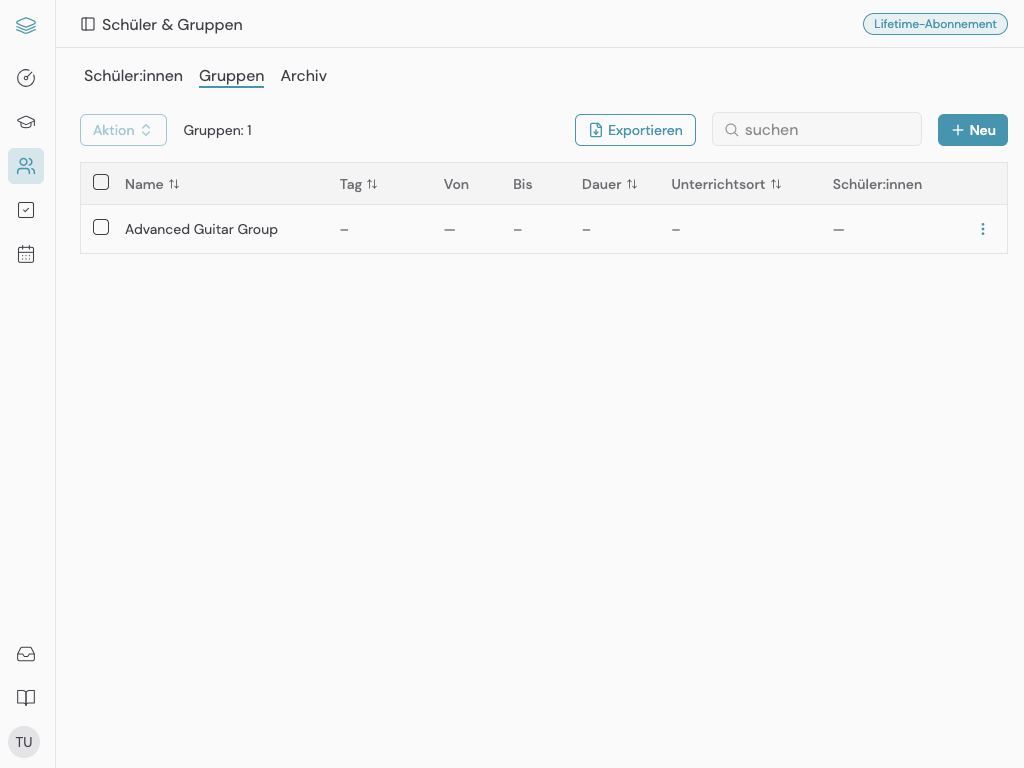 Schüler & Gruppen
Lifetime-Abonnement
Schüler:innen Gruppen Archiv
Aktion Gruppen: 1 Exportieren suchen Neu
Name Tag Von Bis Dauer Unterrichtsort Schüler:innen
Advanced Guitar Group – — – – – —
TU